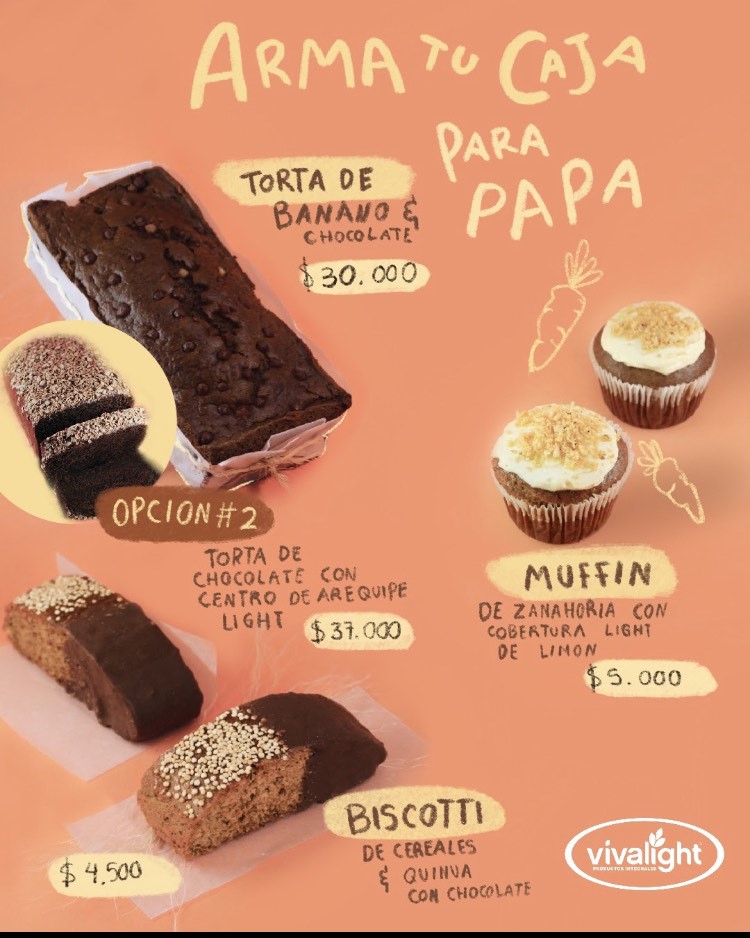 ARMA TU CAJA
PARA
PAPA
TORTA DE
BANANO &
CHOCOLATE
$30.000
OPCION #2
TORTA DE
CHOCOLATE CON
CENTRO DE AREQUIPE
LIGHT
$37.000
MUFFIN
DE ZANAHORIA CON
COBERTURA LIGHT
DE LIMON
$5.000
BISCOTTI
DE CEREALES
& QUINUA
CON CHOCOLATE
$4.500
vivalight
PRODUCTOS INTEGRALES